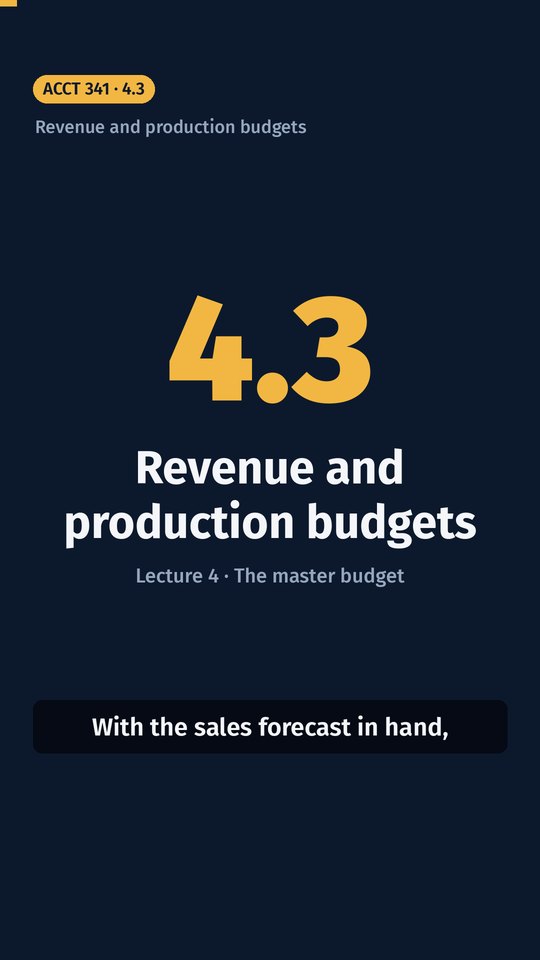 ACCT 341 · 4.3
Revenue and production budgets
4.3
Revenue and
production budgets
Lecture 4 · The master budget
With the sales forecast in hand,